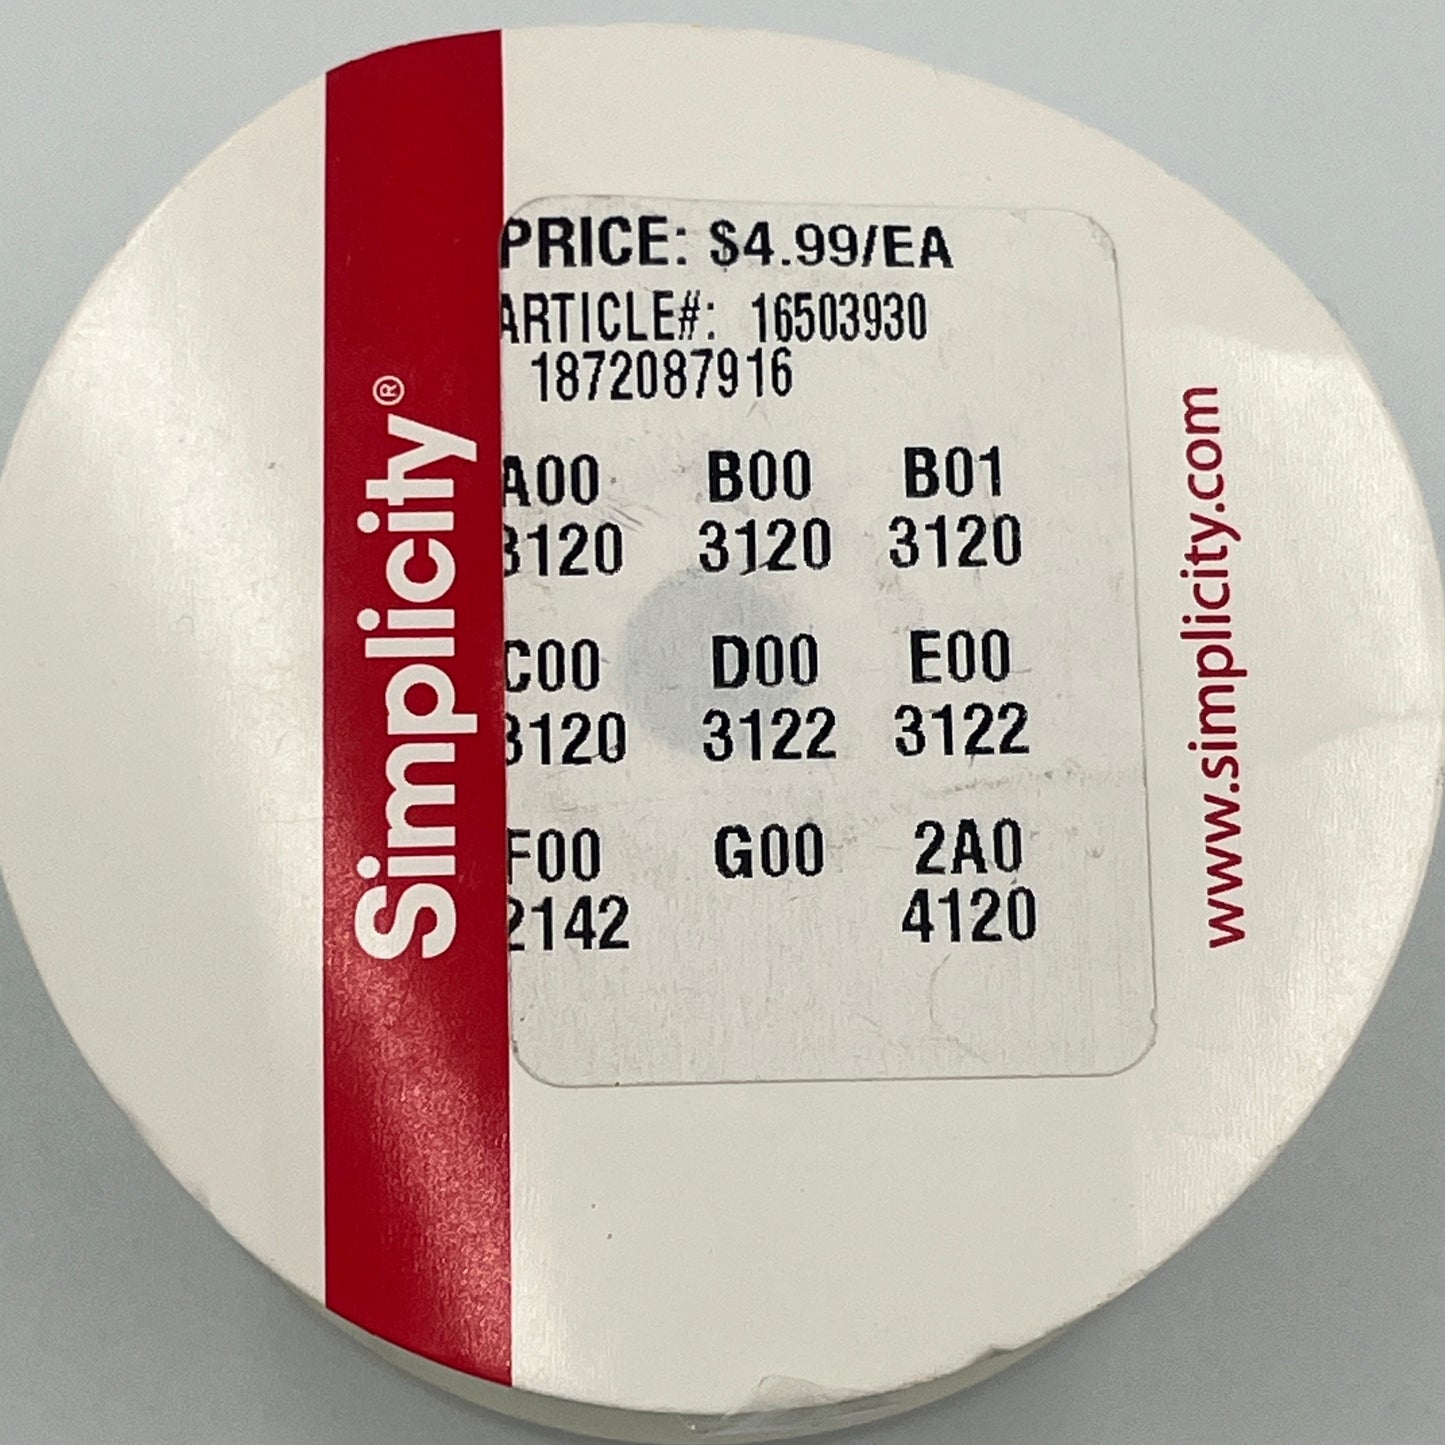 Simplicity®
PRICE: $4.99/EA
ARTICLE#: 16503930
1872087916
A00 B00 B01
3120 3120 3120
C00 D00 E00
3120 3122 3122
F00 G00 2A0
2142 4120
www.simplicity.com